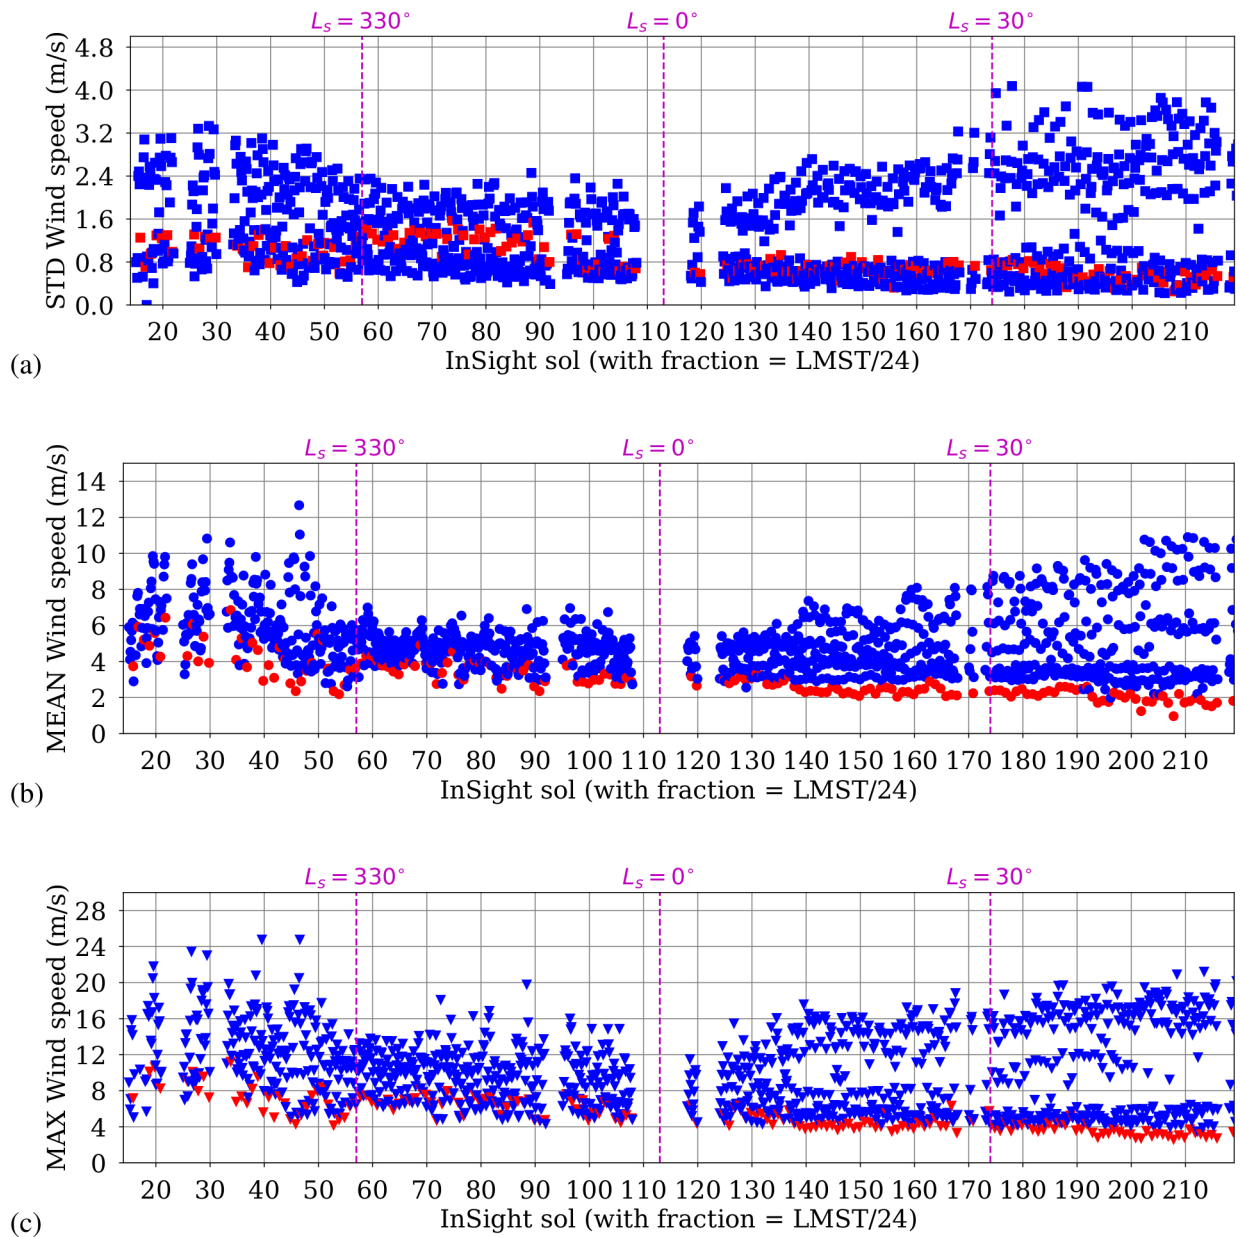 L_s = 330° L_s = 0° L_s = 30°
STD Wind speed (m/s)
4.8
4.0
3.2
2.4
1.6
0.8
0.0
20 30 40 50 60 70 80 90 100 110 120 130 140 150 160 170 180 190 200 210
InSight sol (with fraction = LMST/24)
(a)
L_s = 330° L_s = 0° L_s = 30°
MEAN Wind speed (m/s)
14
12
10
8
6
4
2
0
20 30 40 50 60 70 80 90 100 110 120 130 140 150 160 170 180 190 200 210
InSight sol (with fraction = LMST/24)
(b)
L_s = 330° L_s = 0° L_s = 30°
MAX Wind speed (m/s)
28
24
20
16
12
8
4
0
20 30 40 50 60 70 80 90 100 110 120 130 140 150 160 170 180 190 200 210
InSight sol (with fraction = LMST/24)
(c)